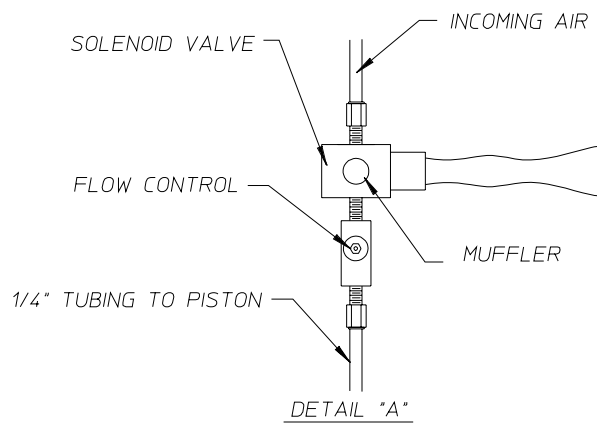 INCOMING AIR
SOLENOID VALVE
FLOW CONTROL
MUFFLER
1/4" TUBING TO PISTON
DETAIL "A"